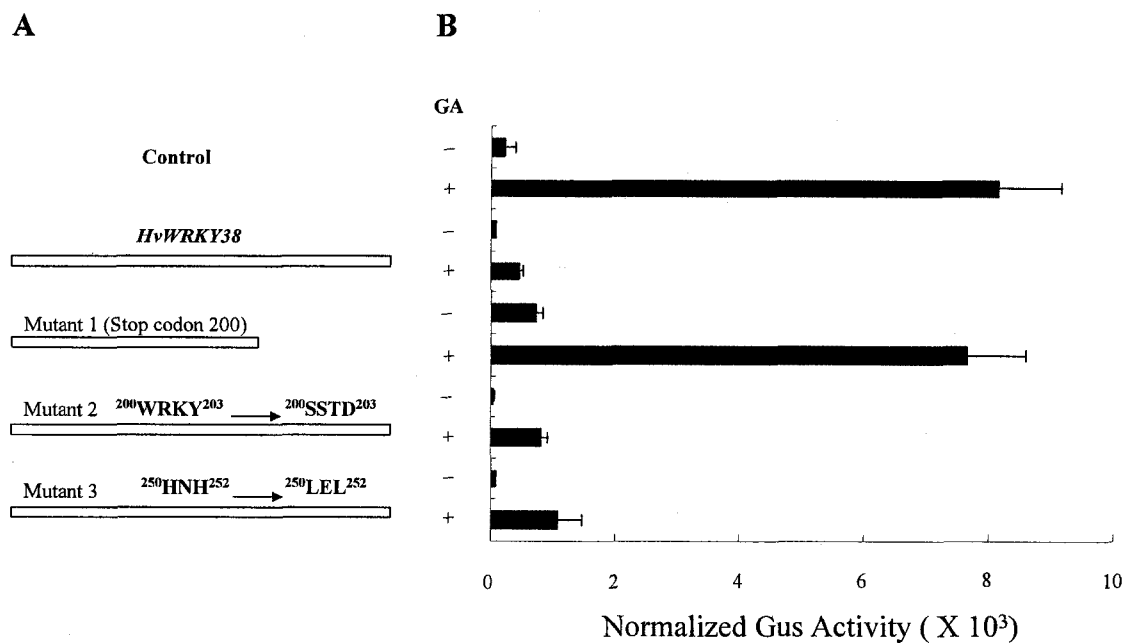 A
B
GA
Control
−
+
HvWRKY38
−
+
Mutant 1 (Stop codon 200)
−
+
Mutant 2 ²⁰⁰WRKY²⁰³ → ²⁰⁰SSTD²⁰³
−
+
Mutant 3 ²⁵⁰HNH²⁵² → ²⁵⁰LEL²⁵²
−
+
0 2 4 6 8 10
Normalized Gus Activity ( X 10³)